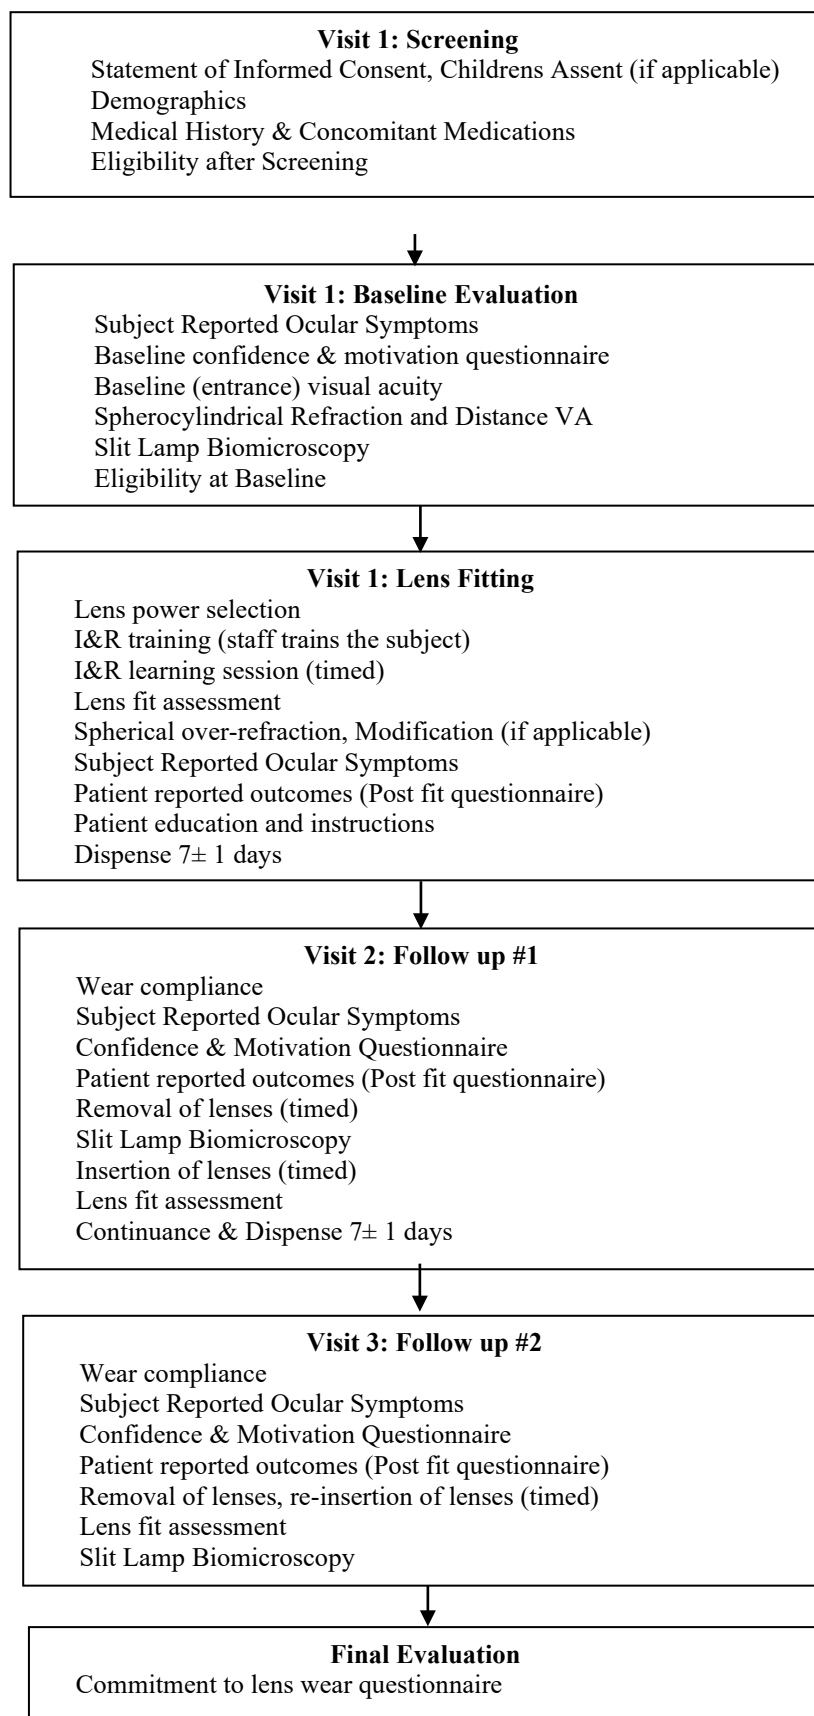 Visit 1: Screening
Statement of Informed Consent, Childrens Assent (if applicable)
Demographics
Medical History & Concomitant Medications
Eligibility after Screening
Visit 1: Baseline Evaluation
Subject Reported Ocular Symptoms
Baseline confidence & motivation questionnaire
Baseline (entrance) visual acuity
Spherocylindrical Refraction and Distance VA
Slit Lamp Biomicroscopy
Eligibility at Baseline
Visit 1: Lens Fitting
Lens power selection
I&R training (staff trains the subject)
I&R learning session (timed)
Lens fit assessment
Spherical over-refraction, Modification (if applicable)
Subject Reported Ocular Symptoms
Patient reported outcomes (Post fit questionnaire)
Patient education and instructions
Dispense 7± 1 days
Visit 2: Follow up #1
Wear compliance
Subject Reported Ocular Symptoms
Confidence & Motivation Questionnaire
Patient reported outcomes (Post fit questionnaire)
Removal of lenses (timed)
Slit Lamp Biomicroscopy
Insertion of lenses (timed)
Lens fit assessment
Continuance & Dispense 7± 1 days
Visit 3: Follow up #2
Wear compliance
Subject Reported Ocular Symptoms
Confidence & Motivation Questionnaire
Patient reported outcomes (Post fit questionnaire)
Removal of lenses, re-insertion of lenses (timed)
Lens fit assessment
Slit Lamp Biomicroscopy
Final Evaluation
Commitment to lens wear questionnaire